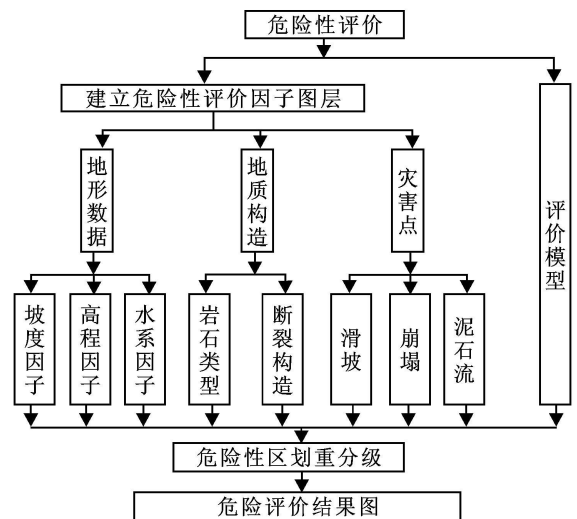 危险性评价
建立危险性评价因子图层
地形数据
地质构造
灾害点
评价模型
坡度因子
高程因子
水系因子
岩石类型
断裂构造
滑坡
崩塌
泥石流
危险性区划重分级
危险评价结果图